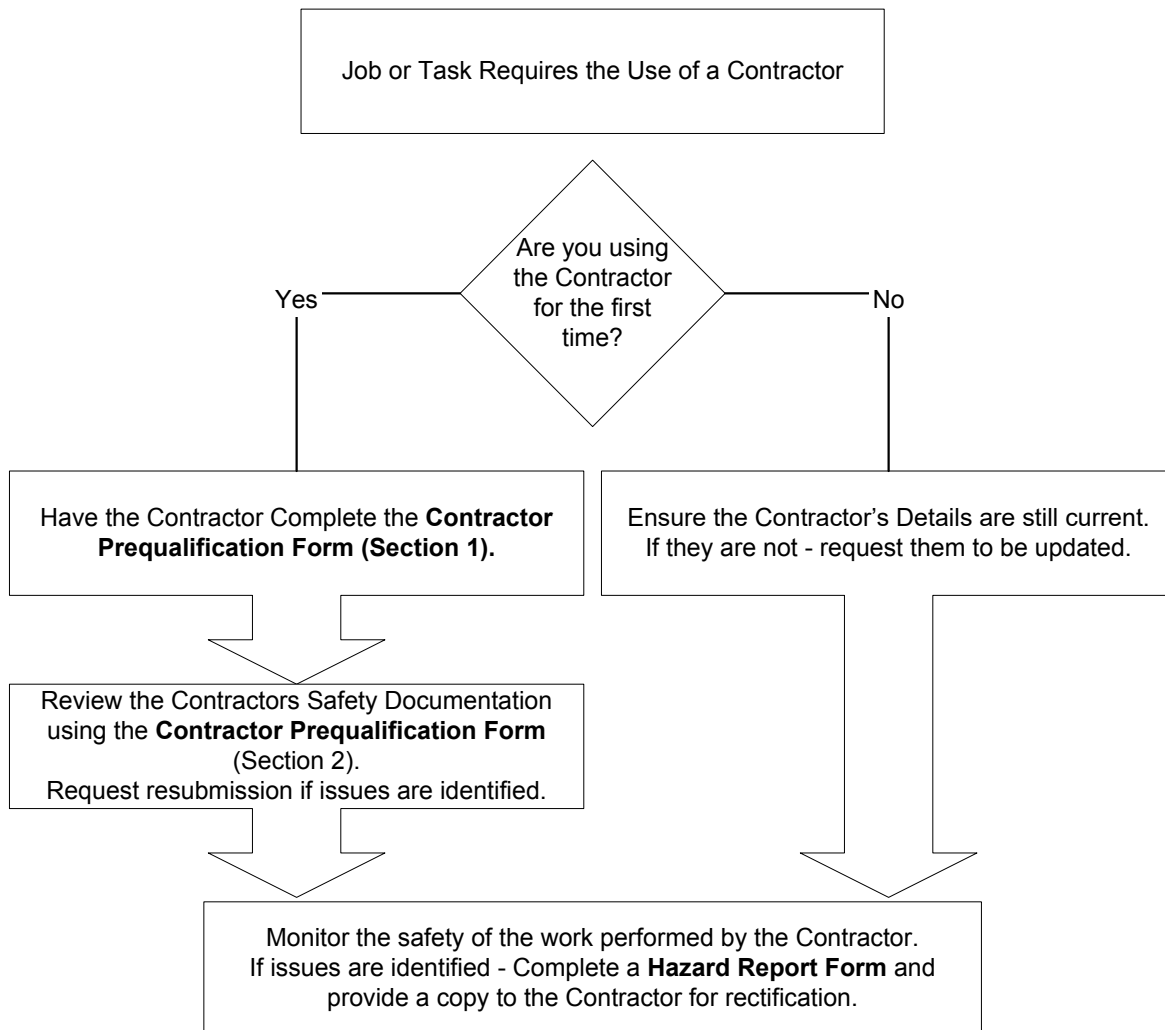 Job or Task Requires the Use of a Contractor
Are you using
the Contractor
for the first
time?
Yes
No
Have the Contractor Complete the Contractor
Prequalification Form (Section 1).
Ensure the Contractor’s Details are still current.
If they are not - request them to be updated.
Review the Contractors Safety Documentation
using the Contractor Prequalification Form
(Section 2).
Request resubmission if issues are identified.
Monitor the safety of the work performed by the Contractor.
If issues are identified - Complete a Hazard Report Form and
provide a copy to the Contractor for rectification.